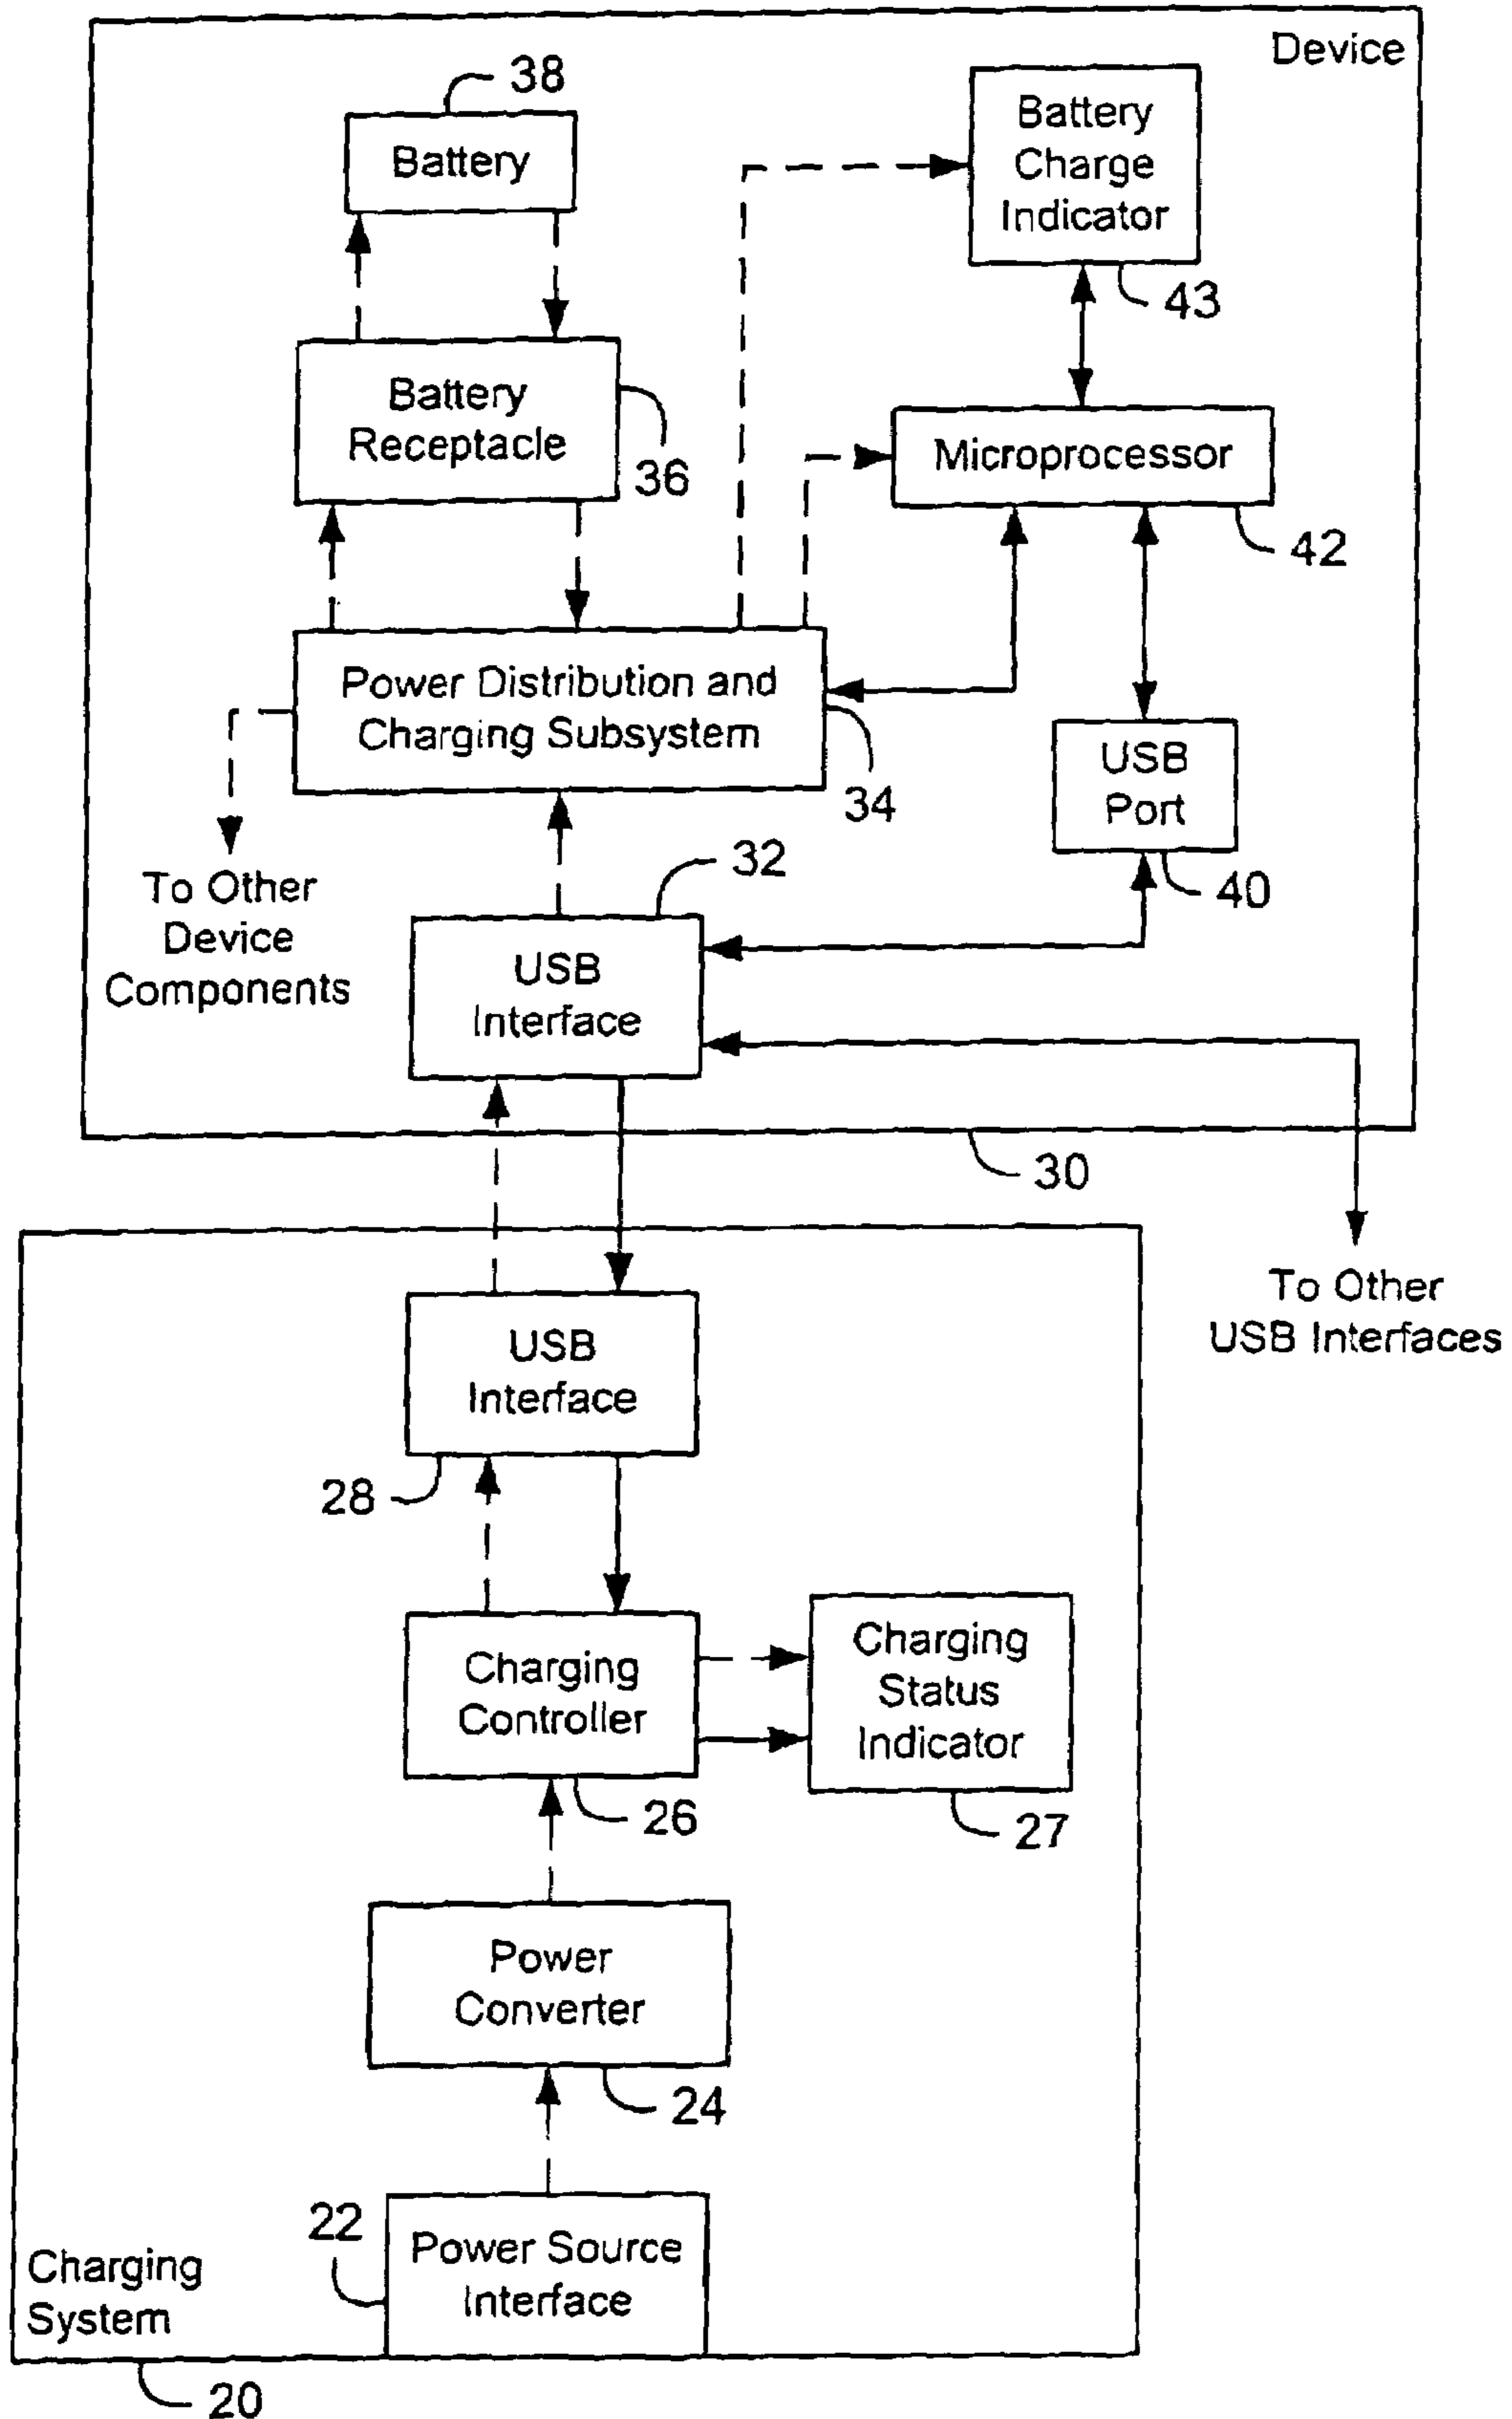 Device
38
Battery
Battery
Charge
Indicator
43
Battery
Receptacle
36
Microprocessor
42
Power Distribution and
Charging Subsystem
34
USB
Port
40
To Other
Device
Components
32
USB
Interface
30
To Other
USB Interfaces
USB
Interface
28
Charging
Controller
26
Charging
Status
Indicator
27
Power
Converter
24
22
Power Source
Interface
Charging
System
20